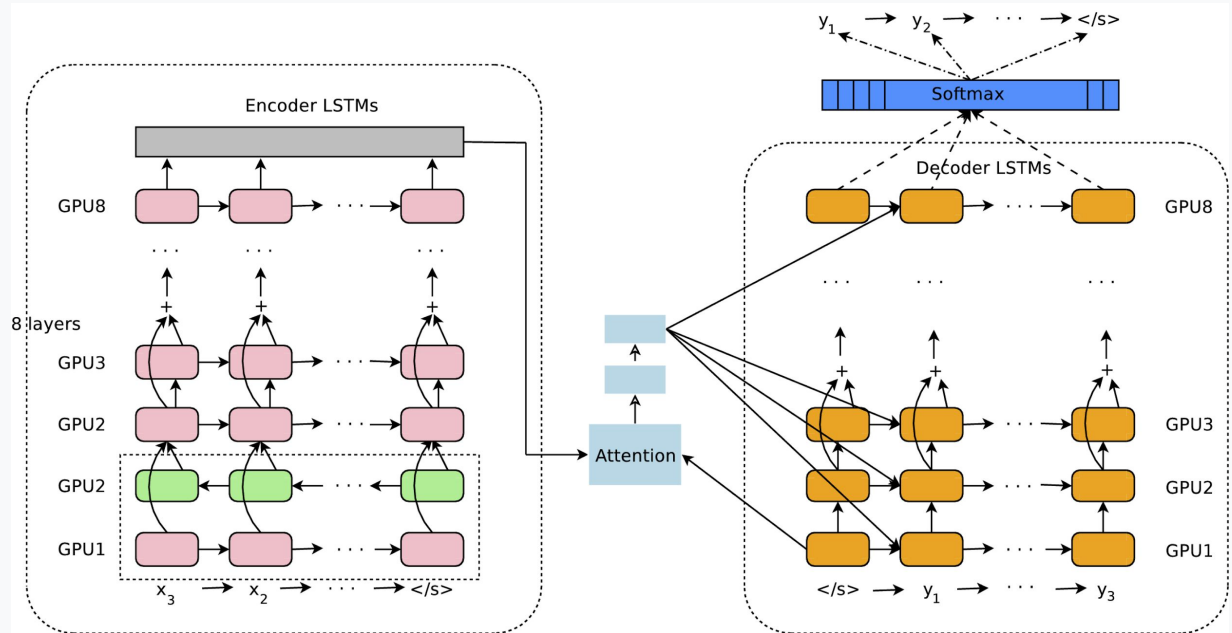 y1 y2 · · · </s>
Softmax
Encoder LSTMs
Decoder LSTMs
GPU8 · · · · · · GPU8
· · · · · · · · ·
· · · · · · · · ·
+ + +
8 layers
GPU3 · · ·
+ + +
GPU2 · · · · · · GPU3
Attention
GPU2 · · · · · · GPU2
GPU1 · · · · · · GPU1
x3 x2 · · · </s>
</s> y1 · · · y3